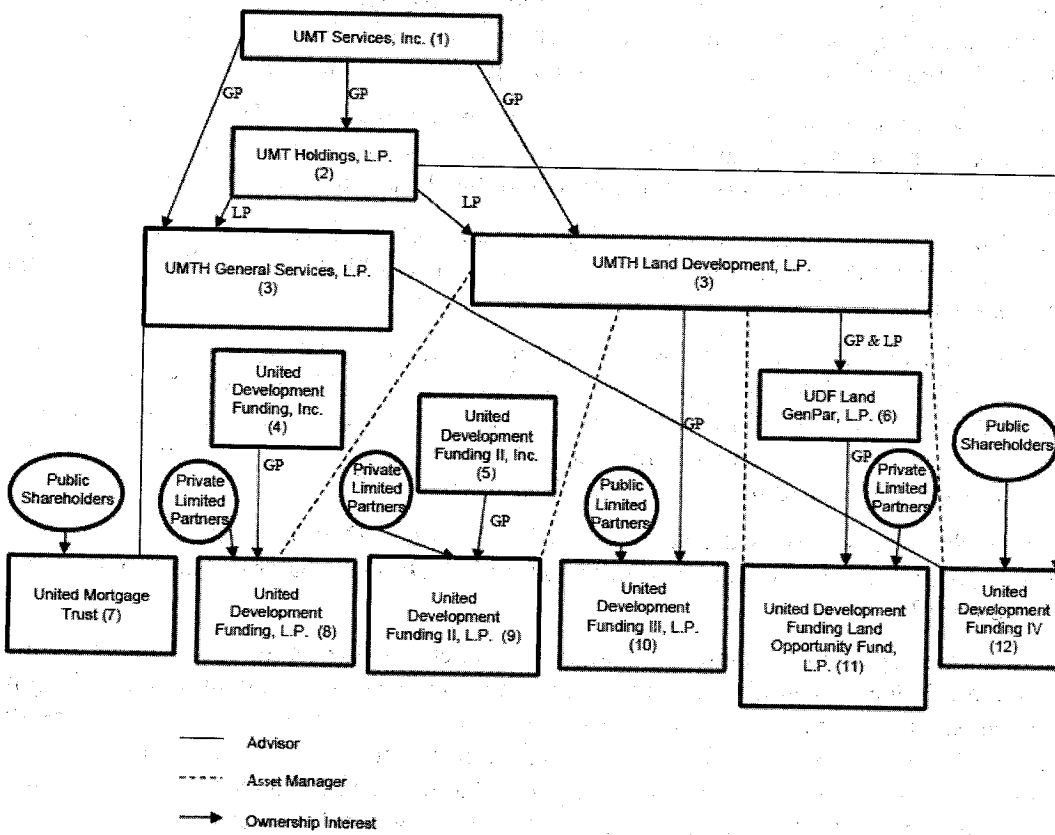 UMT Services, Inc. (1)
GP
GP
GP
UMT Holdings, L.P.
(2)
LP
LP
UMTH General Services, L.P.
(3)
UMTH Land Development, L.P.
(3)
GP & LP
United
Development
Funding, Inc.
(4)
United
Development
Funding II, Inc.
(5)
UDF Land
GenPar, L.P. (6)
Public
Shareholders
GP
GP
Public
Shareholders
Private
Limited
Partners
GP
Private
Limited
Partners
GP
Public
Limited
Partners
Private
Limited
Partners
United Mortgage
Trust (7)
United
Development
Funding, L.P. (8)
United
Development
Funding II, L.P. (9)
United
Development
Funding III, L.P.
(10)
United Development
Funding Land
Opportunity Fund,
L.P. (11)
United
Development
Funding IV
(12)
Advisor
Asset Manager
Ownership Interest